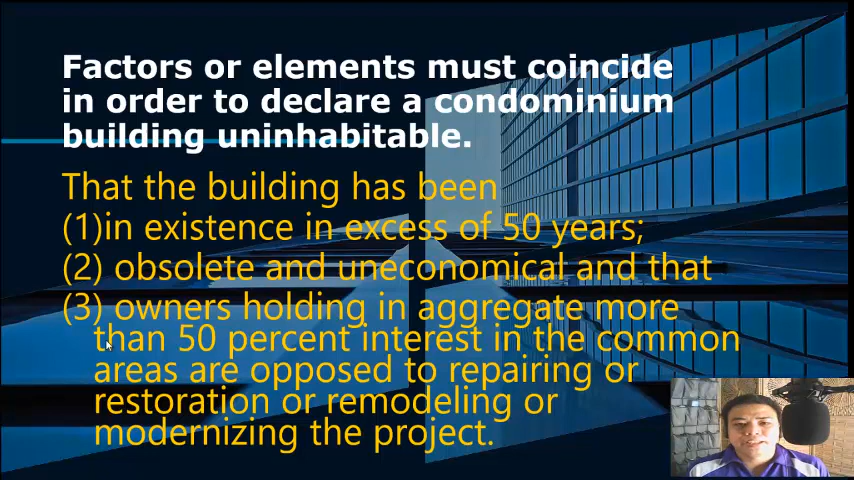 Factors or elements must coincide
in order to declare a condominium
building uninhabitable.
That the building has been
(1)in existence in excess of 50 years;
(2) obsolete and uneconomical and that
(3) owners holding in aggregate more
than 50 percent interest in the common
areas are opposed to repairing or
restoration or remodeling or
modernizing the project.